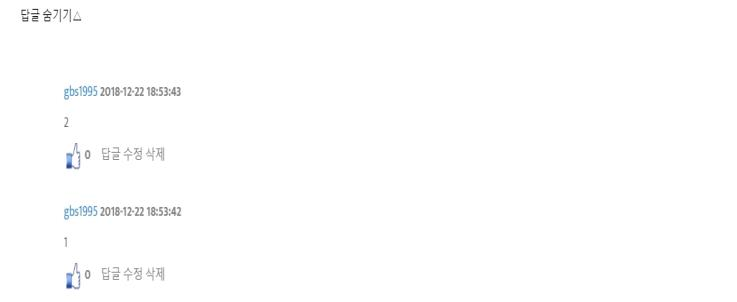 답글 숨기기△
gbs1995 2018-12-22 18:53:43
2
0 답글 수정 삭제
gbs1995 2018-12-22 18:53:42
1
0 답글 수정 삭제